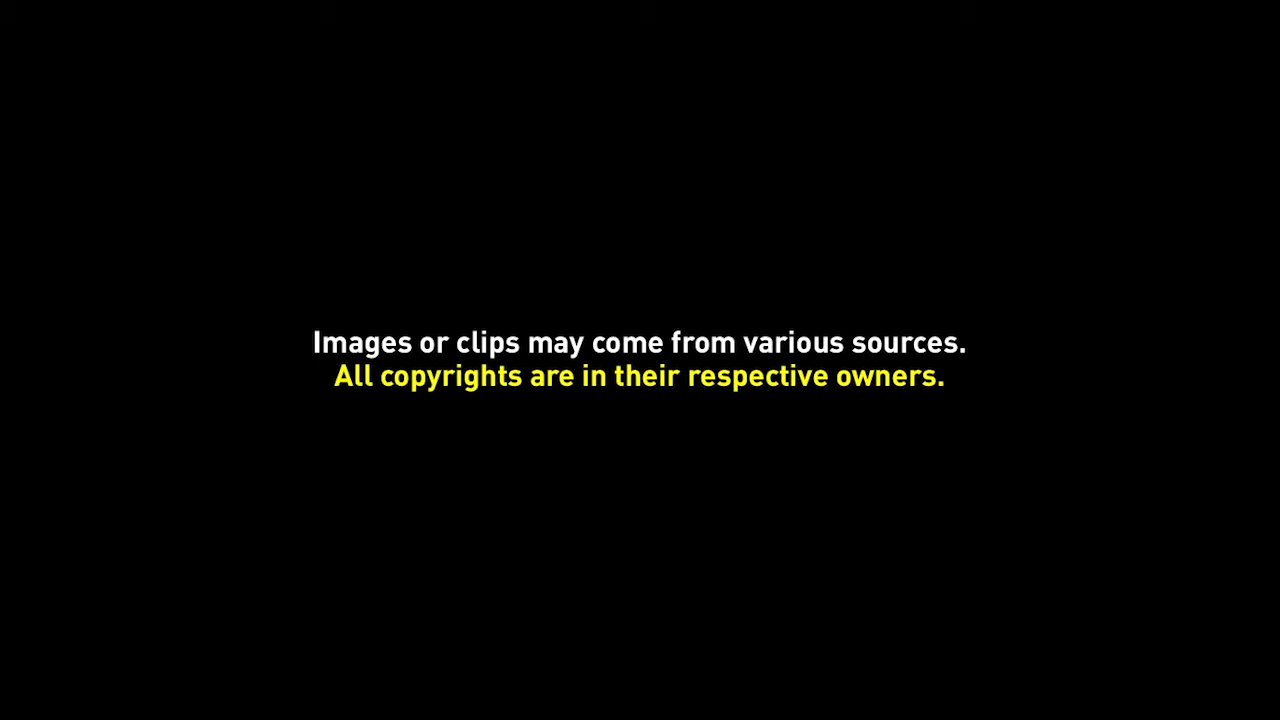 Images or clips may come from various sources.
All copyrights are in their respective owners.